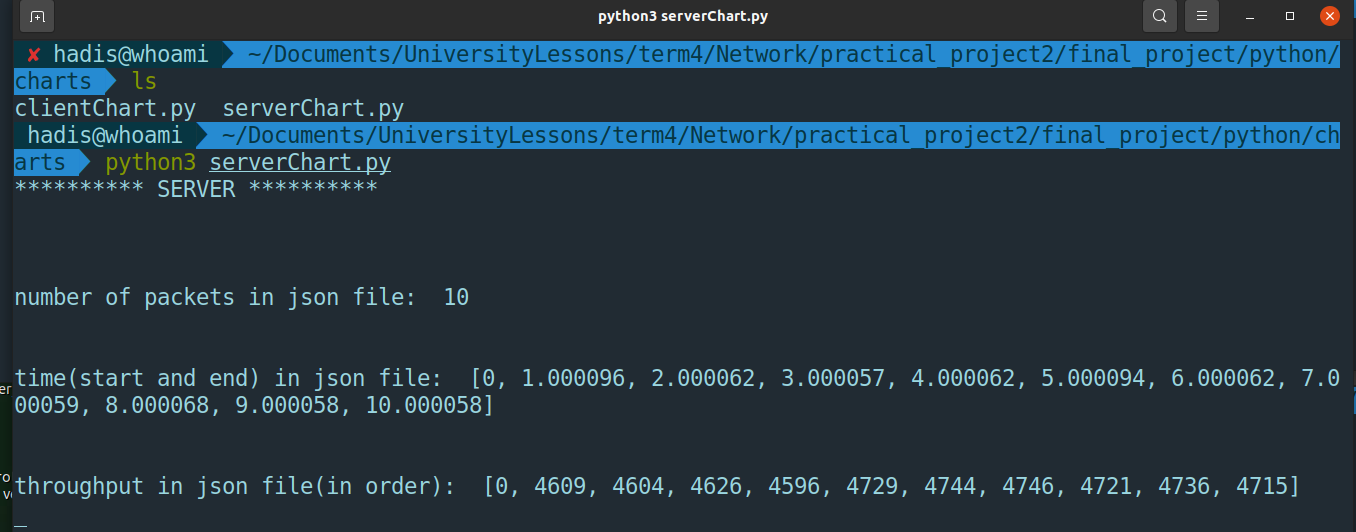 python3 serverChart.py
✘ hadis@whoami ~/Documents/UniversityLessons/term4/Network/practical_project2/final_project/python/
charts ls
clientChart.py serverChart.py
hadis@whoami ~/Documents/UniversityLessons/term4/Network/practical_project2/final_project/python/ch
arts python3 serverChart.py
********** SERVER **********
number of packets in json file: 10
time(start and end) in json file: [0, 1.000096, 2.000062, 3.000057, 4.000062, 5.000094, 6.000062, 7.0
00059, 8.000068, 9.000058, 10.000058]
throughput in json file(in order): [0, 4609, 4604, 4626, 4596, 4729, 4744, 4746, 4721, 4736, 4715]